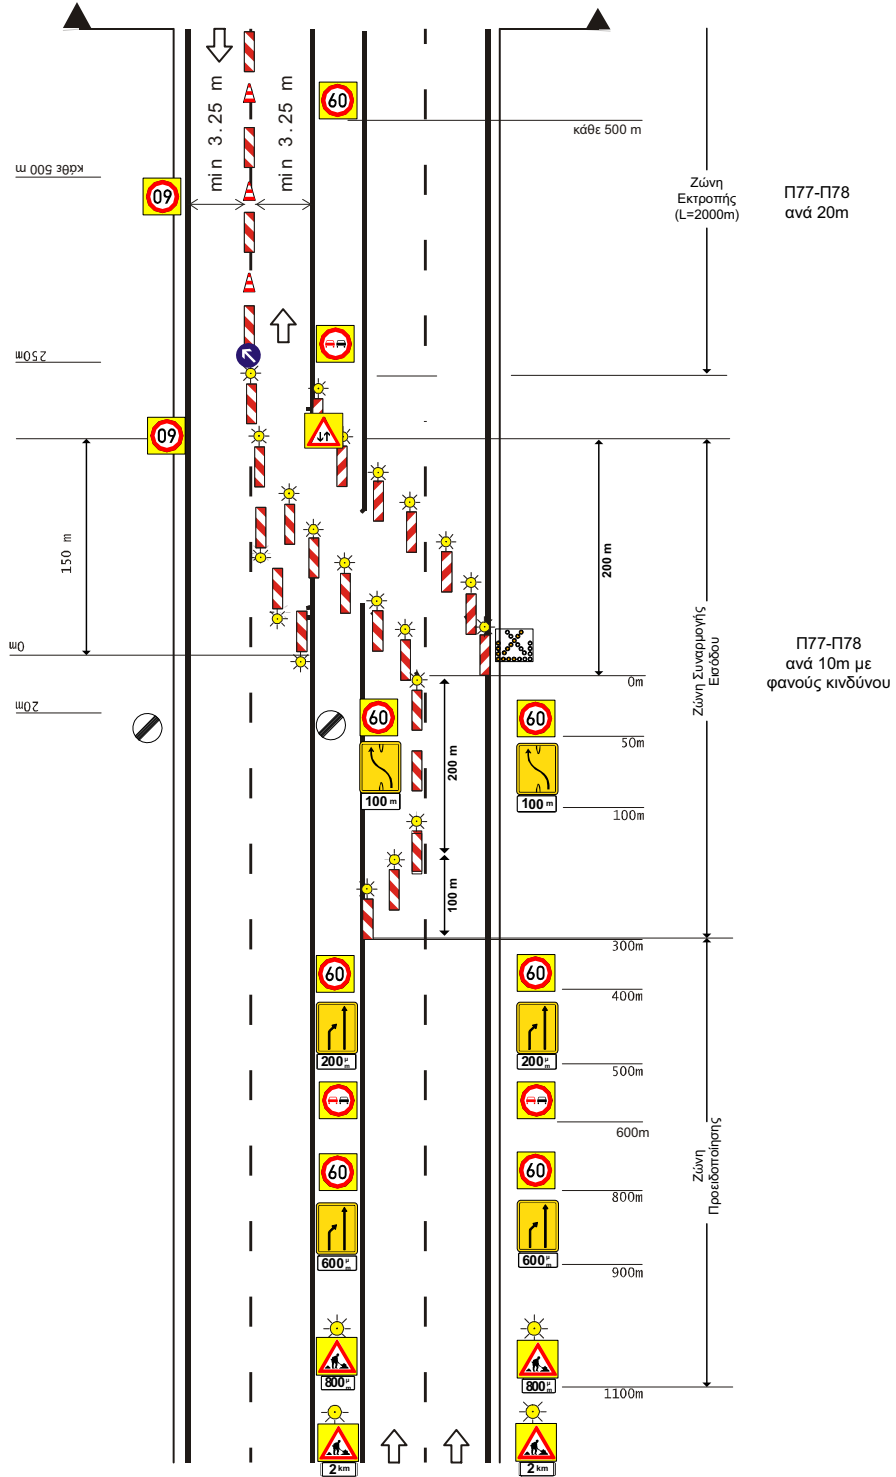 min 3.25 m
min 3.25 m
60
κάθε 500 m
κάθε 500 m
60
Ζώνη
Εκτροπής
(L=2000m)
Π77-Π78
ανά 20m
250m
60
150 m
200 m
0m
0m
Ζώνη Συναρμογής
Εισόδου
Π77-Π78
ανά 10m με
φανούς κινδύνου
20m
60
60
50m
200 m
100 m
100 m
100m
100 m
300m
60
60
400m
200 μ m
200 μ m
500m
600m
60
60
800m
Ζώνη
Προειδοποίησης
600 μ m
600 μ m
900m
800 μ m
800 μ m
1100m
2 km
2 km